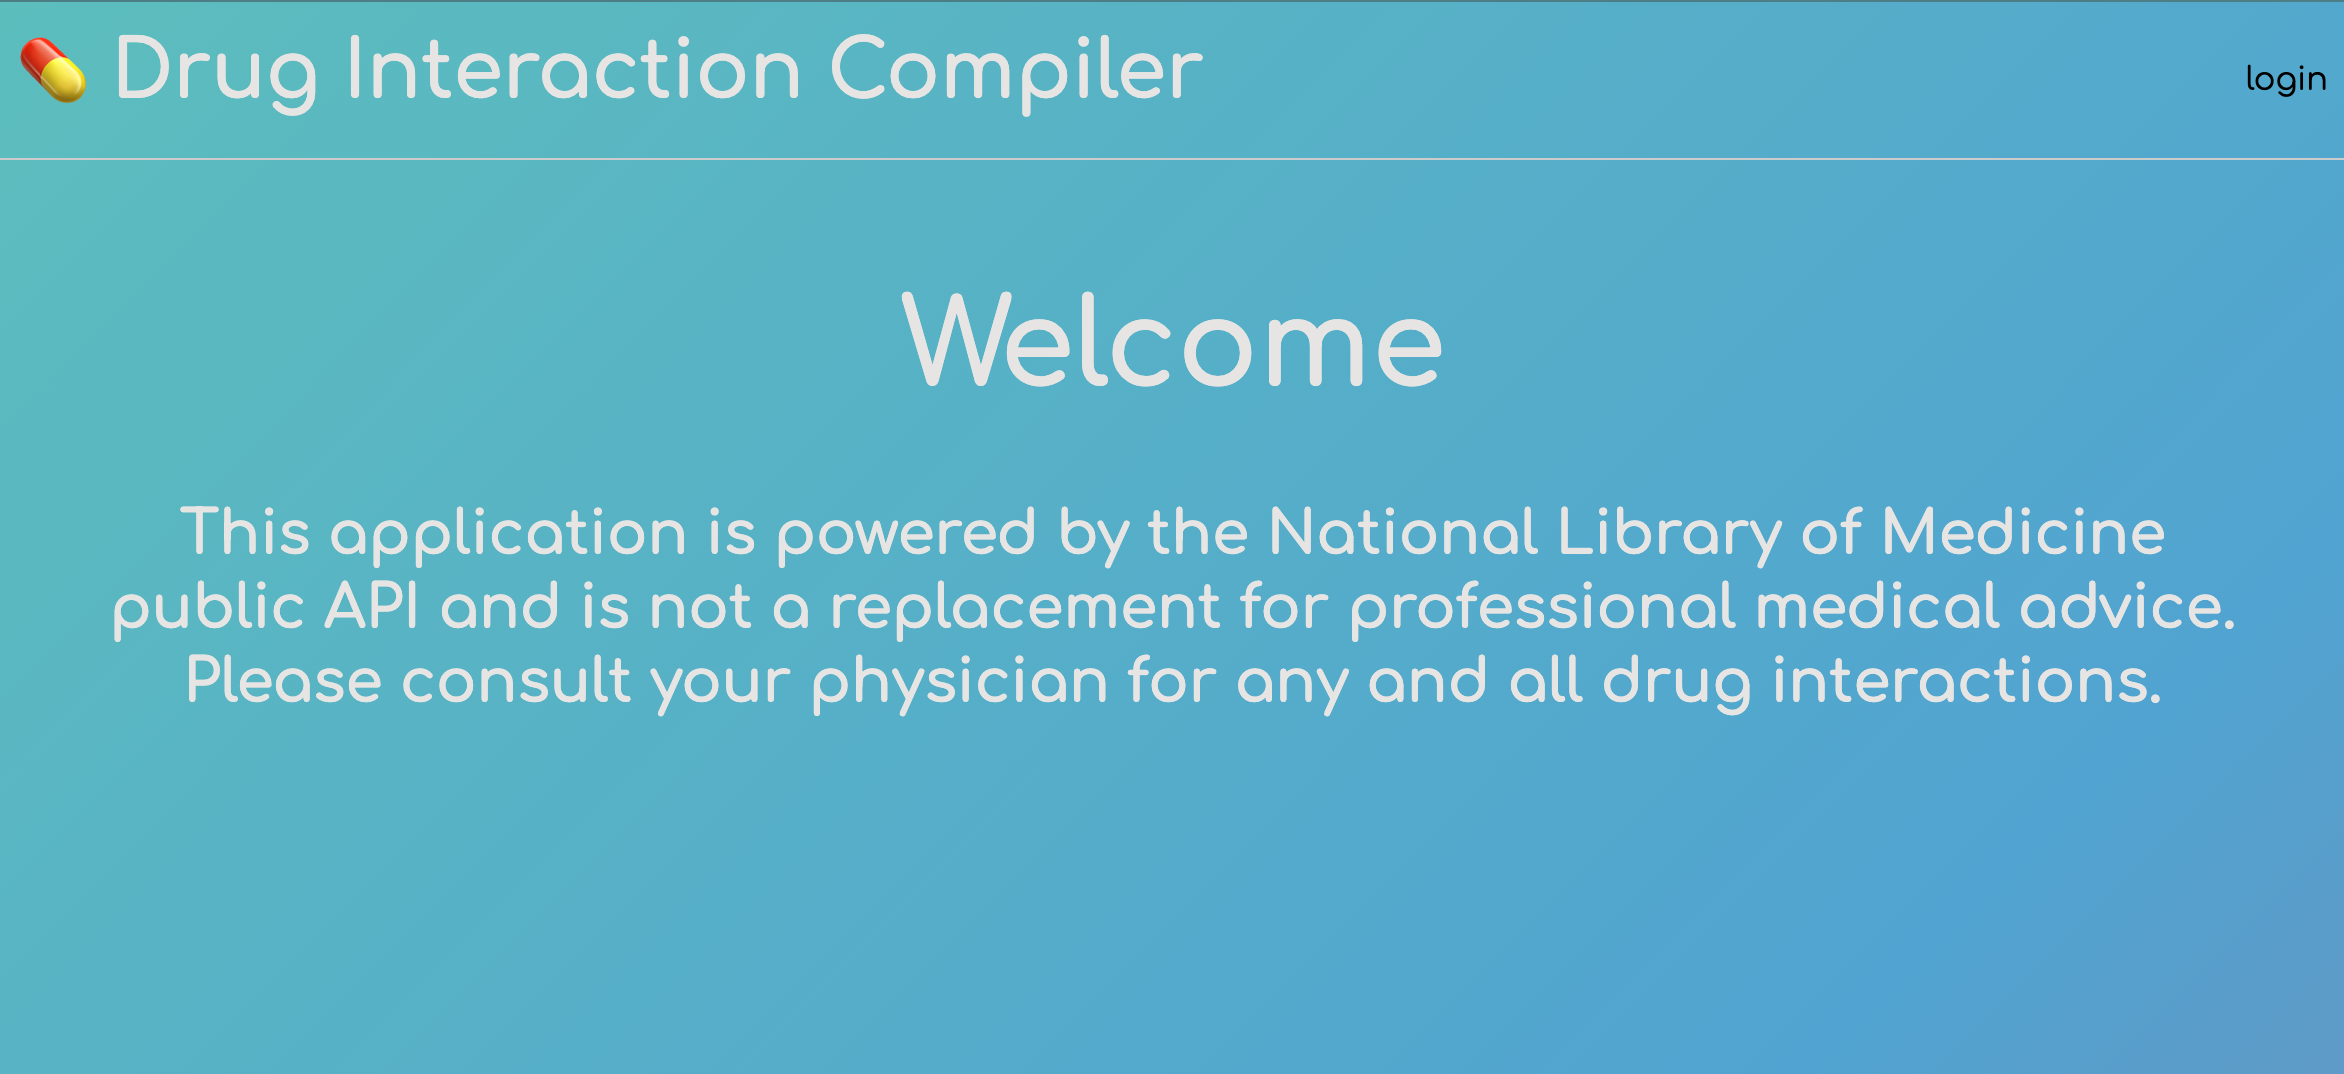 Drug Interaction Compiler
login
Welcome
This application is powered by the National Library of Medicine
public API and is not a replacement for professional medical advice.
Please consult your physician for any and all drug interactions.